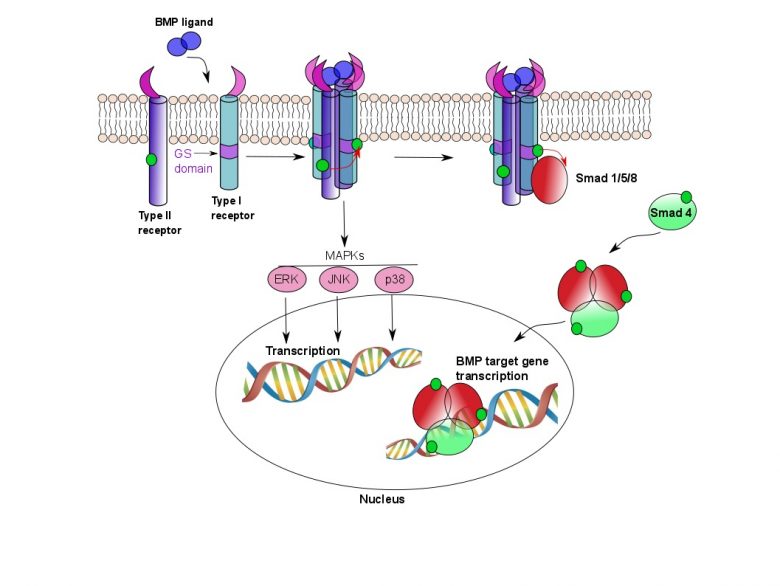 BMP ligand
GS
domain
Type II
receptor
Type I
receptor
Smad 1/5/8
Smad 4
MAPKs
ERK
JNK
p38
Transcription
BMP target gene
transcription
Nucleus